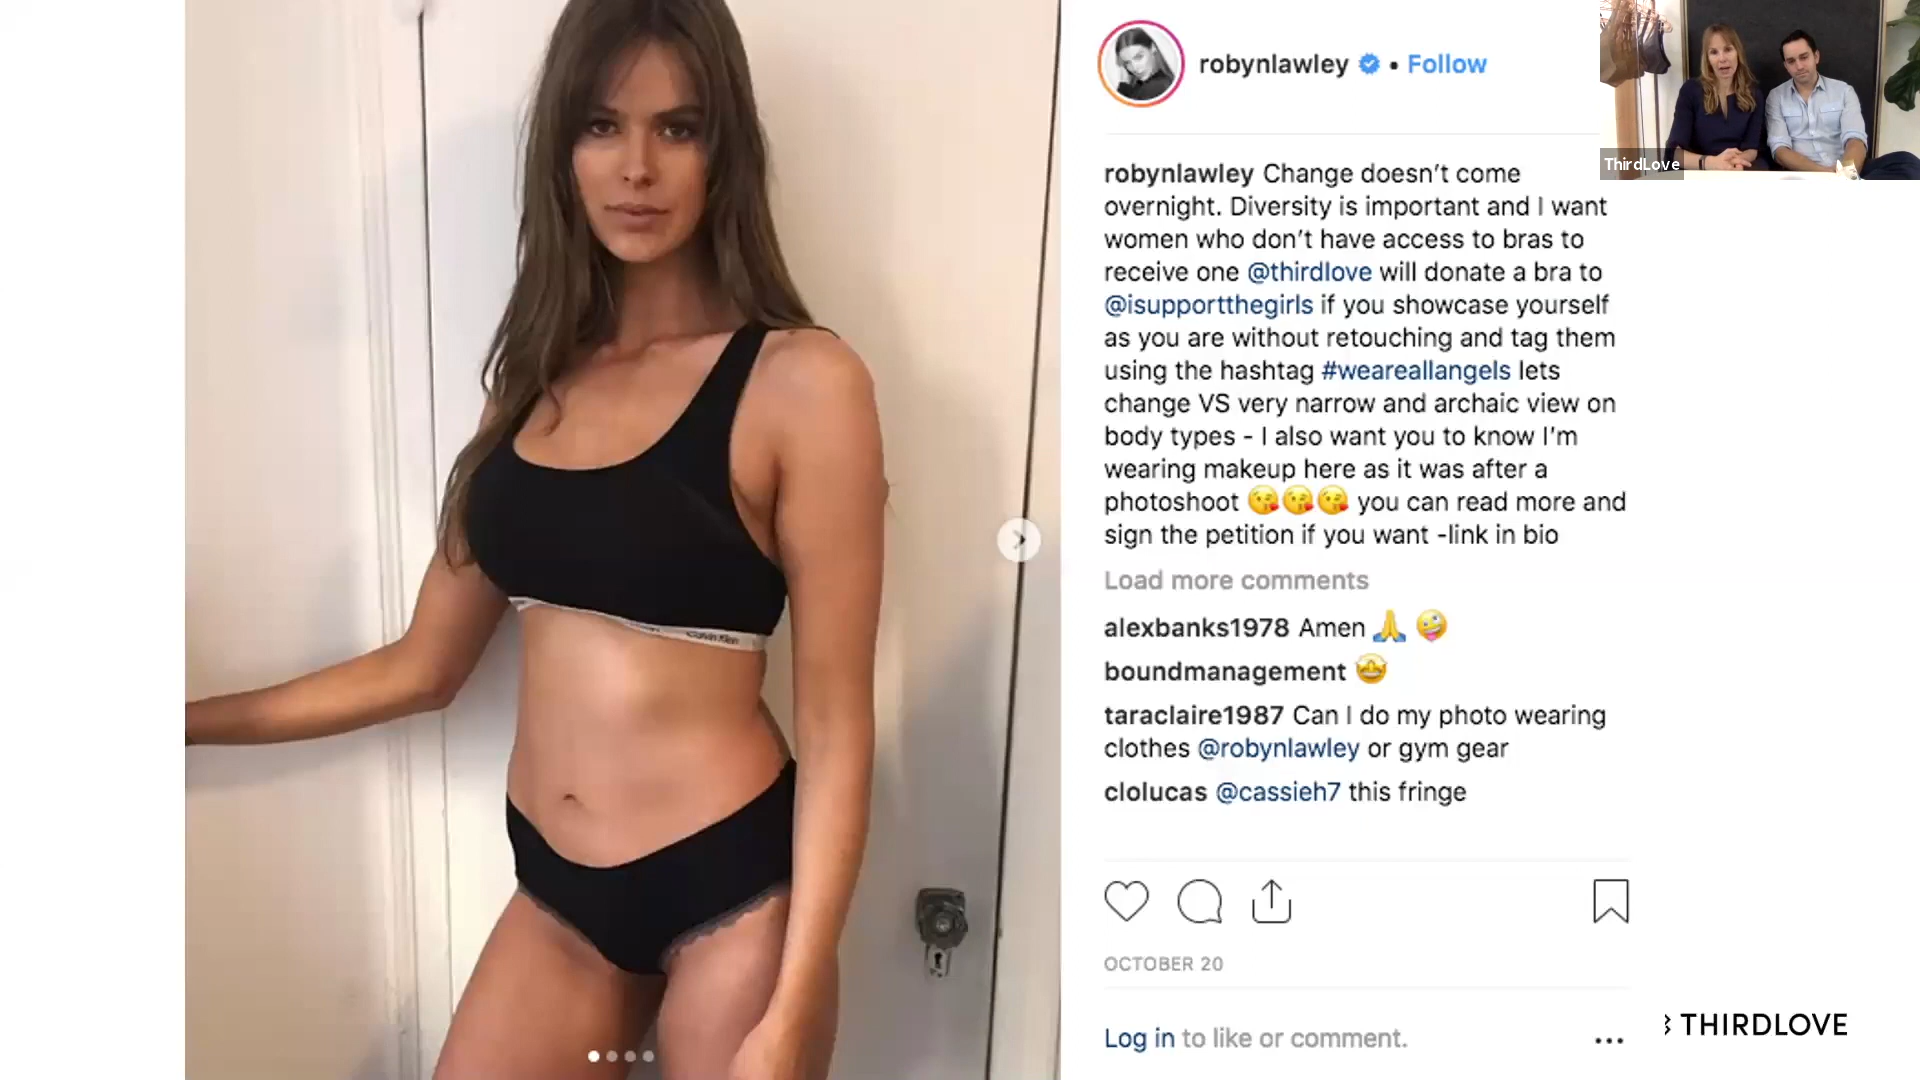 robynlawley • Follow
ThirdLove
robynlawley Change doesn't come
overnight. Diversity is important and I want
women who don't have access to bras to
receive one @thirdlove will donate a bra to
@isupportthegirls if you showcase yourself
as you are without retouching and tag them
using the hashtag #weareallangels lets
change VS very narrow and archaic view on
body types - I also want you to know I'm
wearing makeup here as it was after a
photoshoot 😘😘😘 you can read more and
sign the petition if you want -link in bio
Load more comments
alexbanks1978 Amen 🙏 🤪
boundmanagement 🤩
taraclaire1987 Can I do my photo wearing
clothes @robynlawley or gym gear
clolucas @cassieh7 this fringe
OCTOBER 20
Log in to like or comment.
THIRDLOVE
Calvin Klein